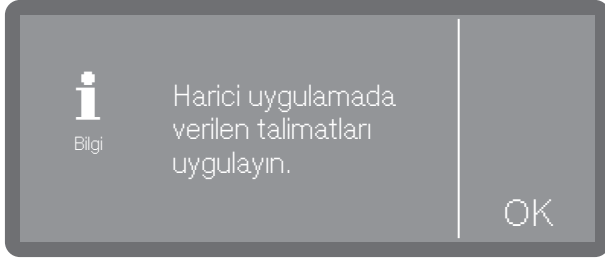 Bilgi
Harici uygulamada
verilen talimatları
uygulayın.
OK